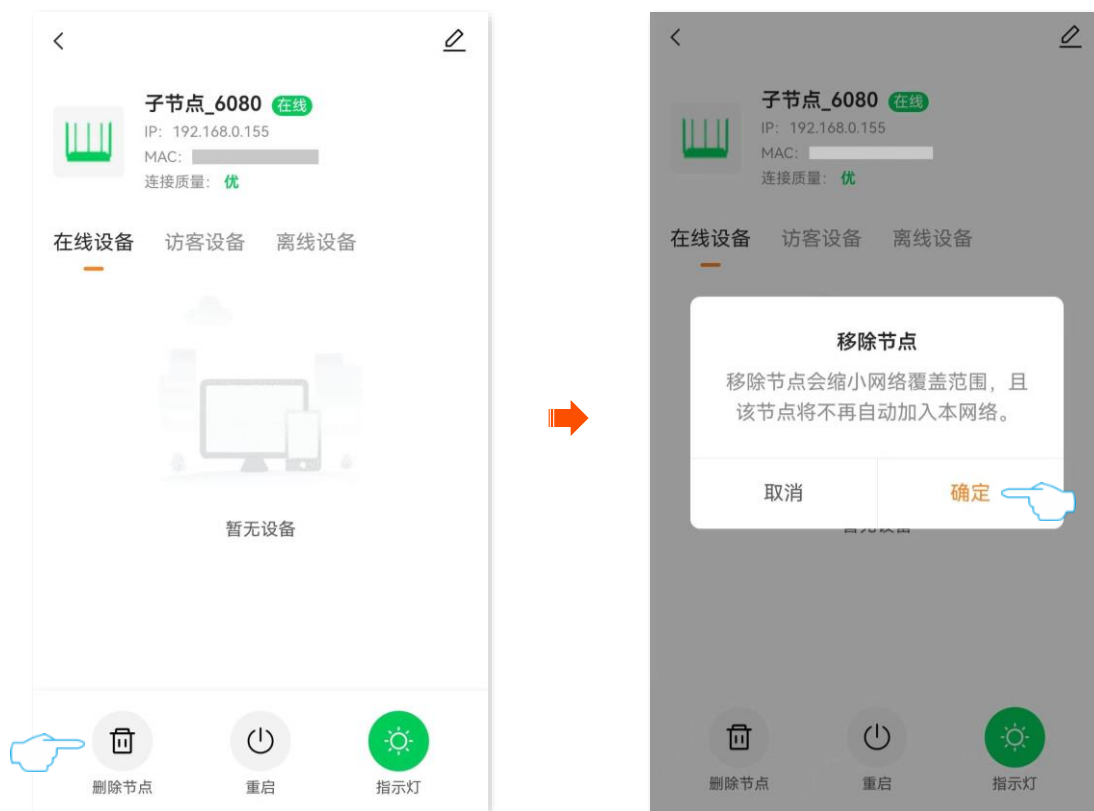 子节点_6080 在线
IP: 192.168.0.155
MAC:
连接质量: 优
在线设备 访客设备 离线设备
暂无设备
删除节点 重启 指示灯
子节点_6080 在线
IP: 192.168.0.155
MAC:
连接质量: 优
在线设备 访客设备 离线设备
移除节点
移除节点会缩小网络覆盖范围，且
该节点将不再自动加入本网络。
取消 确定
删除节点 重启 指示灯